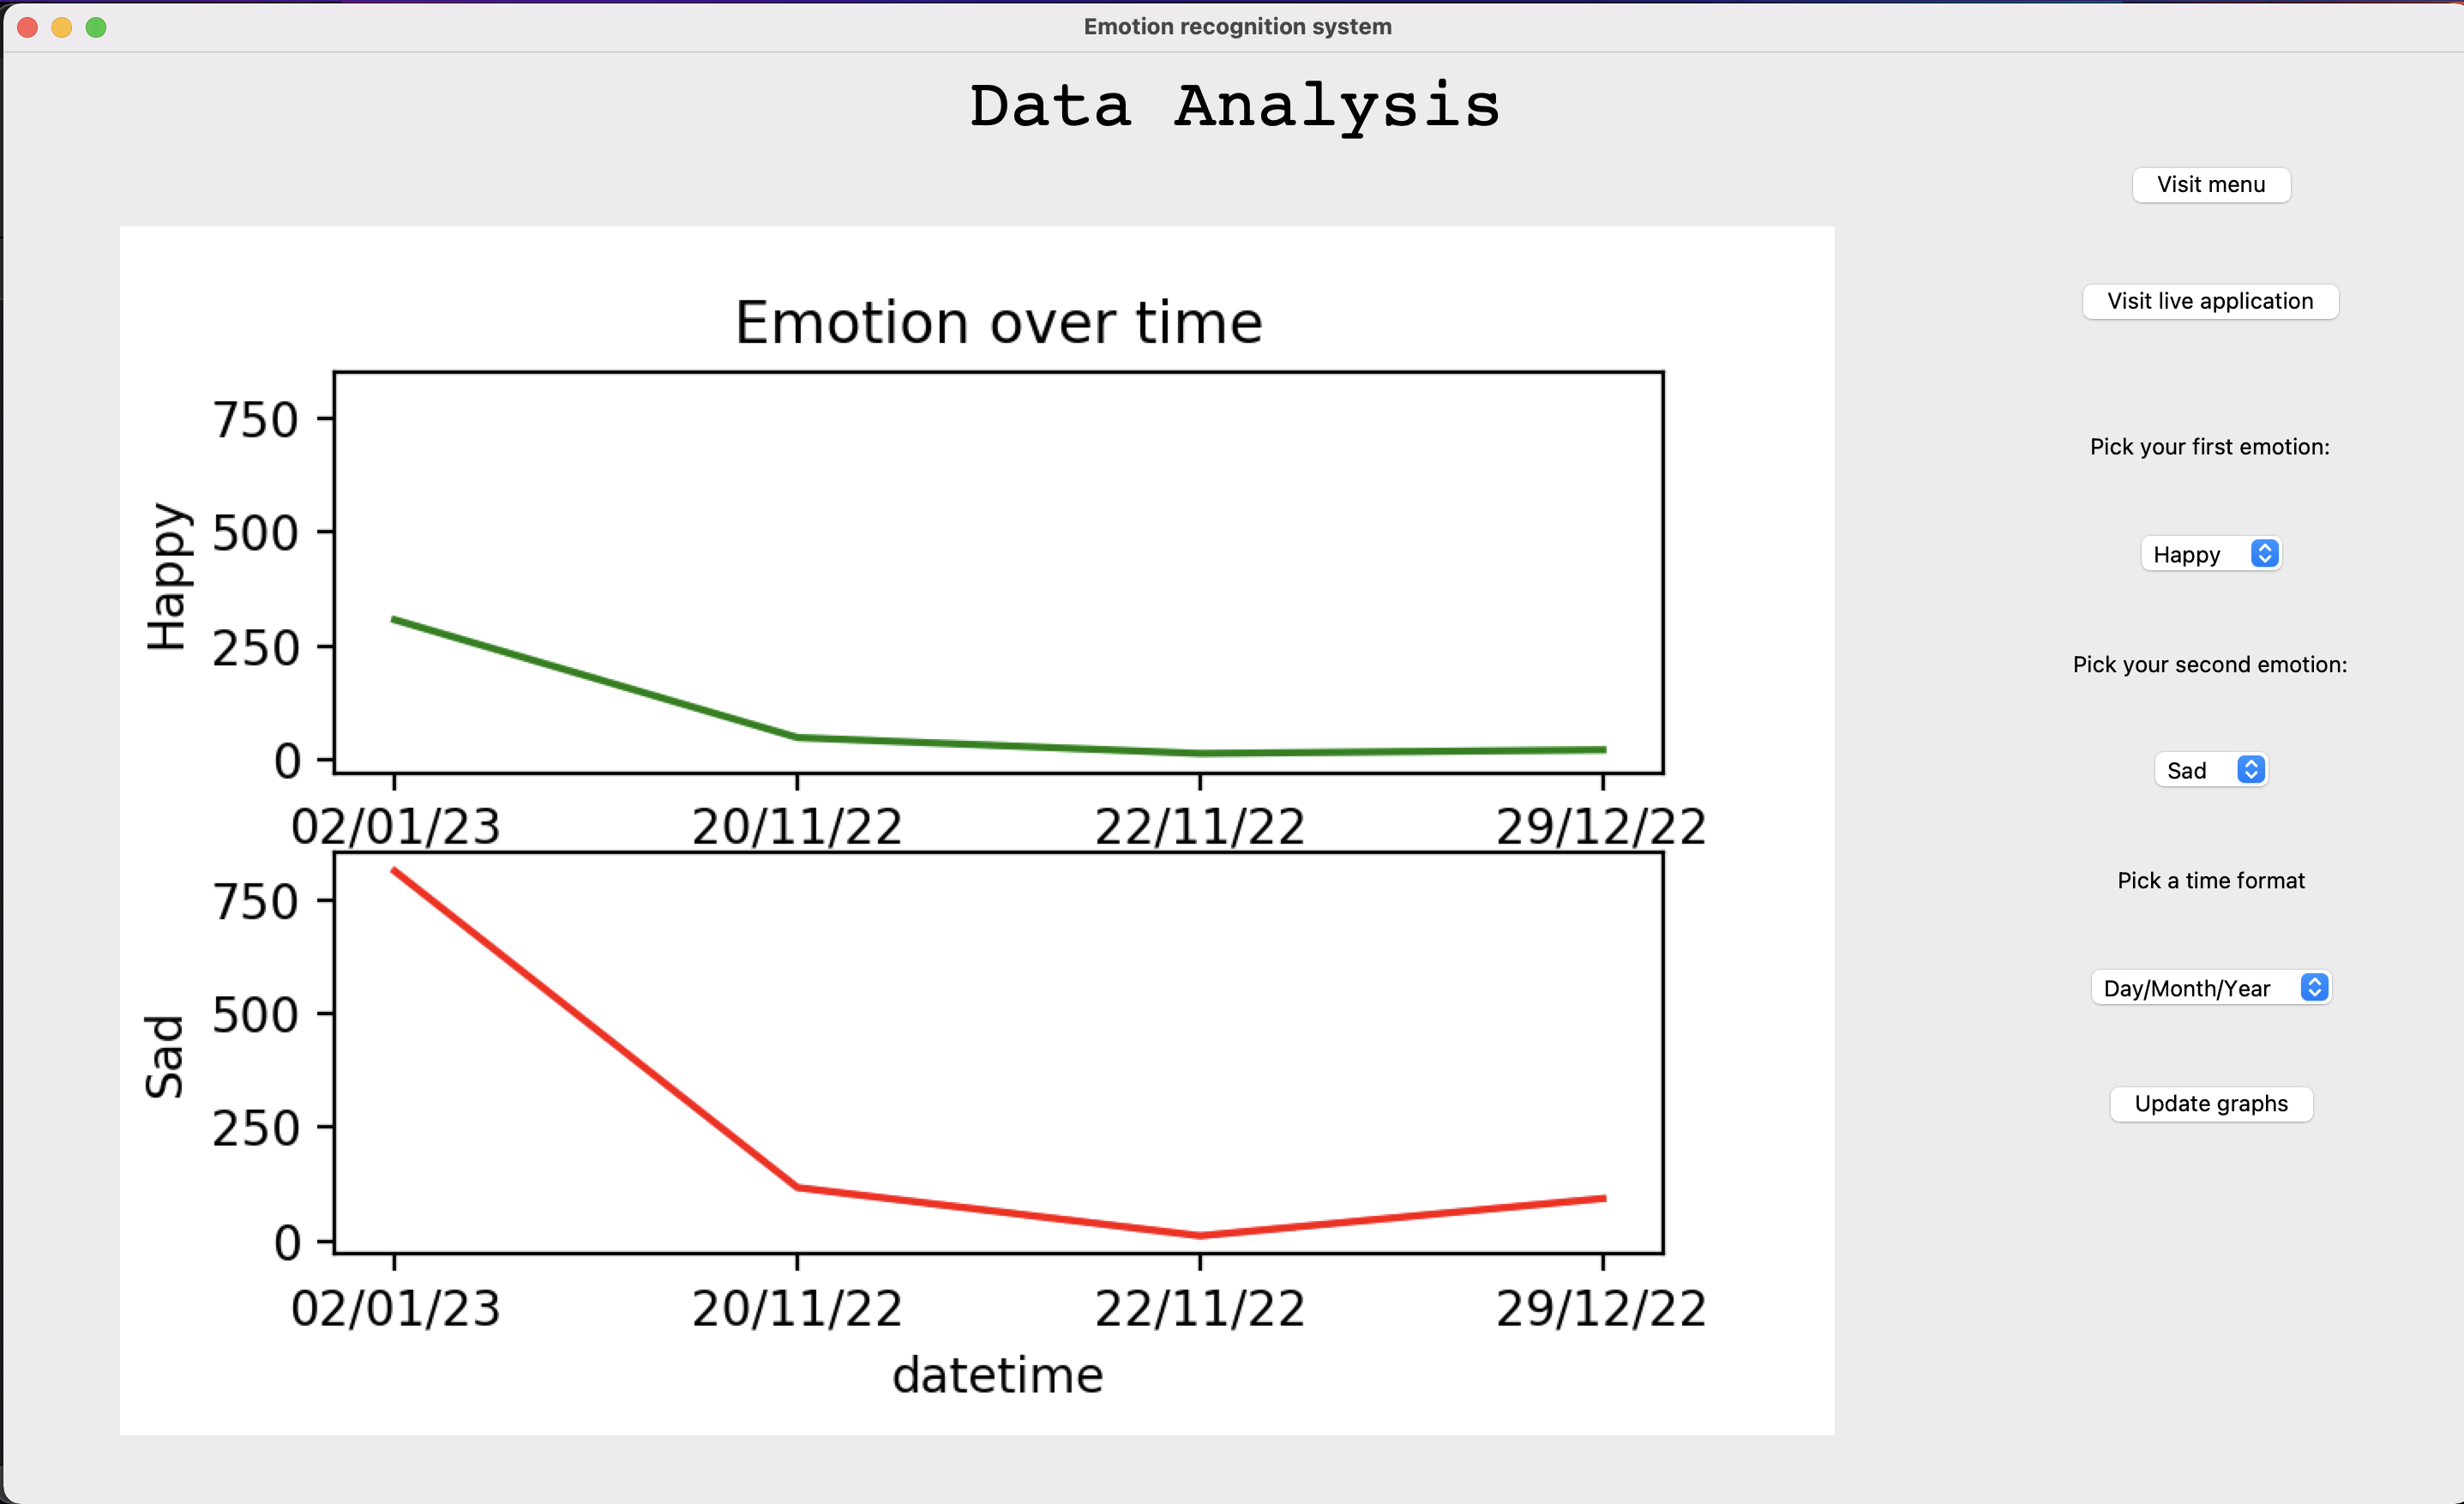 Emotion recognition system
Data Analysis
Visit menu
Visit live application
Emotion over time
750
500
250
0
Happy
02/01/23 20/11/22 22/11/22 29/12/22
750
500
250
0
Sad
02/01/23 20/11/22 22/11/22 29/12/22
datetime
Pick your first emotion:
Happy
Pick your second emotion:
Sad
Pick a time format
Day/Month/Year
Update graphs